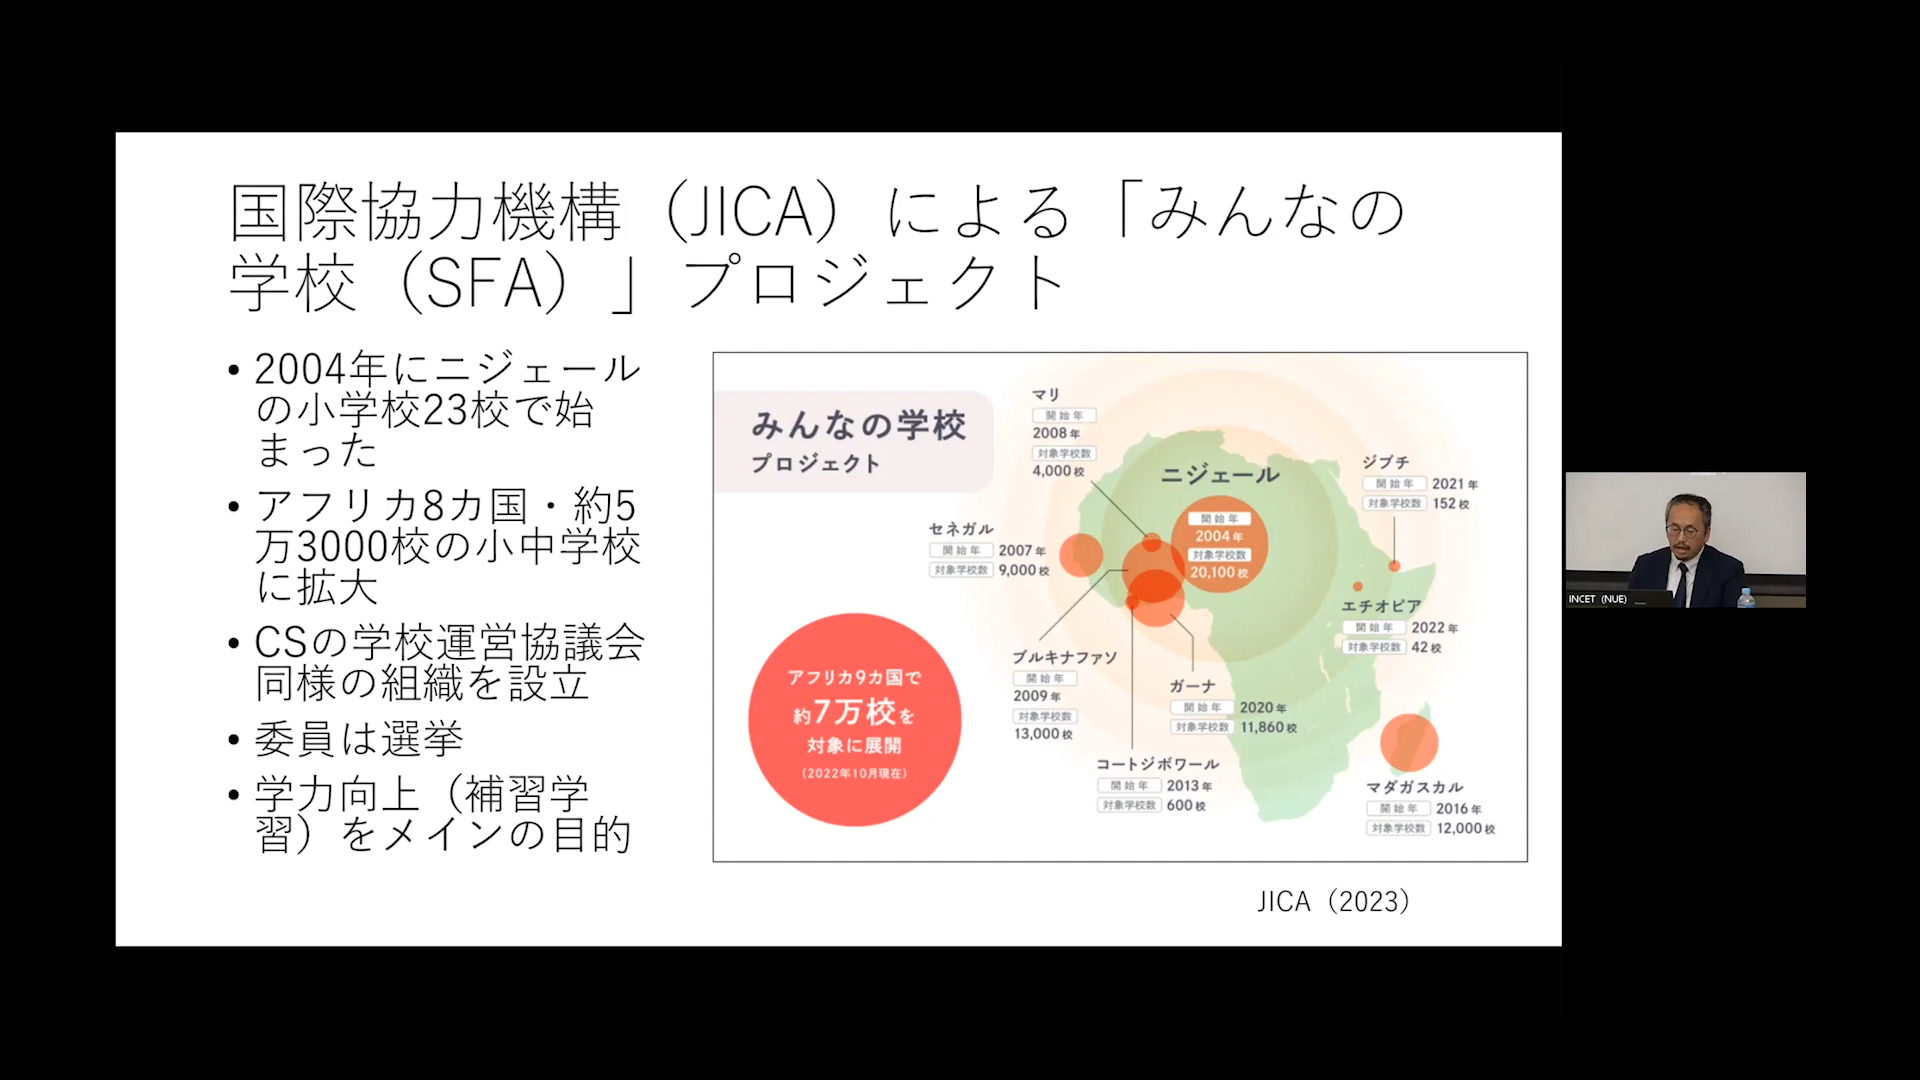 国際協力機構（JICA）による「みんなの
学校（SFA）」プロジェクト
• 2004年にニジェール
の小学校23校で始
まった
• アフリカ8カ国・約5
万3000校の小中学校
に拡大
• CSの学校運営協議会
同様の組織を設立
• 委員は選挙
• 学力向上（補習学
習）をメインの目的
みんなの学校
プロジェクト
マリ
開始年
2008年
対象学校数
4,000校
ニジェール
開始年
2004年
対象学校数
20,100校
ジブチ
開始年 2021年
対象学校数 152校
セネガル
開始年 2007年
対象学校数 9,000校
エチオピア
開始年 2022年
対象学校数 42校
ブルキナファソ
開始年
2009年
対象学校数
13,000校
ガーナ
開始年 2020年
対象学校数 11,860校
コートジボワール
開始年 2013年
対象学校数 600校
マダガスカル
開始年 2016年
対象学校数 12,000校
アフリカ9カ国で
約7万校を
対象に展開
（2022年10月現在）
JICA（2023）
INCET (NUE)